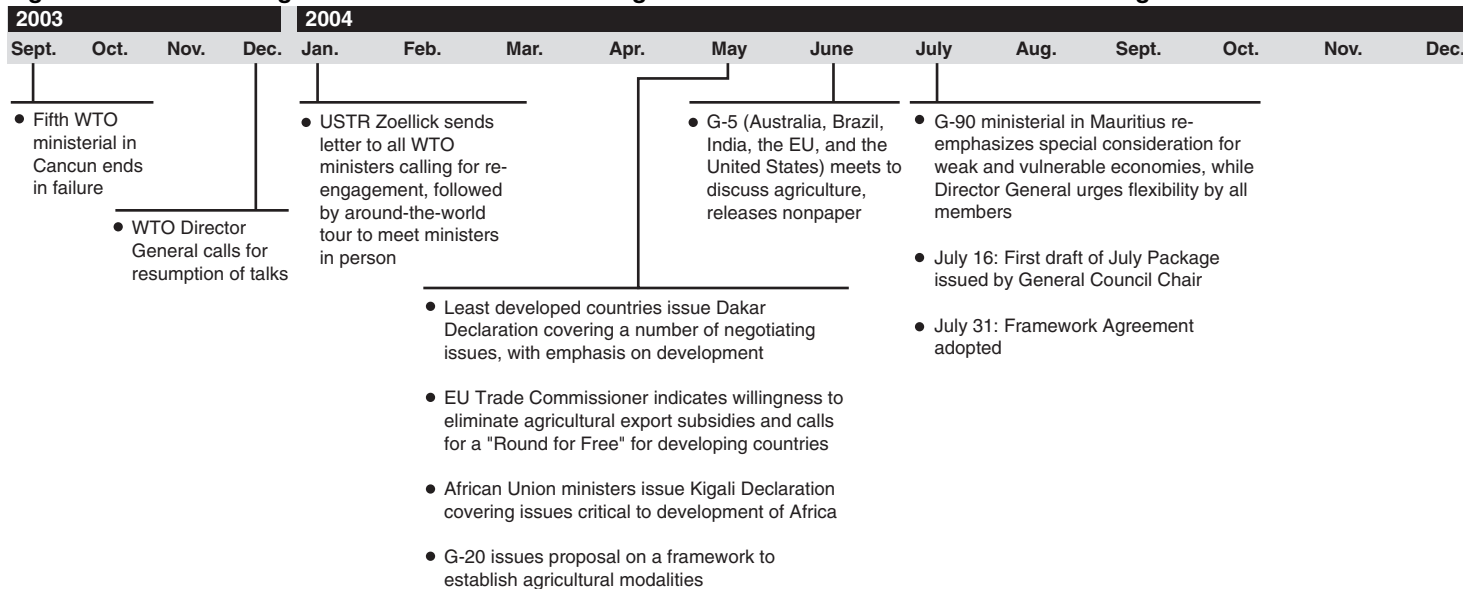 2003
2004
Sept. Oct. Nov. Dec. Jan. Feb. Mar. Apr. May June July Aug. Sept. Oct. Nov. Dec.
• Fifth WTO
ministerial in
Cancun ends
in failure
• WTO Director
General calls for
resumption of talks
• USTR Zoellick sends
letter to all WTO
ministers calling for re-
engagement, followed
by around-the-world
tour to meet ministers
in person
• Least developed countries issue Dakar
Declaration covering a number of negotiating
issues, with emphasis on development
• EU Trade Commissioner indicates willingness to
eliminate agricultural export subsidies and calls
for a "Round for Free" for developing countries
• African Union ministers issue Kigali Declaration
covering issues critical to development of Africa
• G-20 issues proposal on a framework to
establish agricultural modalities
• G-5 (Australia, Brazil,
India, the EU, and the
United States) meets to
discuss agriculture,
releases nonpaper
• G-90 ministerial in Mauritius re-
emphasizes special consideration for
weak and vulnerable economies, while
Director General urges flexibility by all
members
• July 16: First draft of July Package
issued by General Council Chair
• July 31: Framework Agreement
adopted